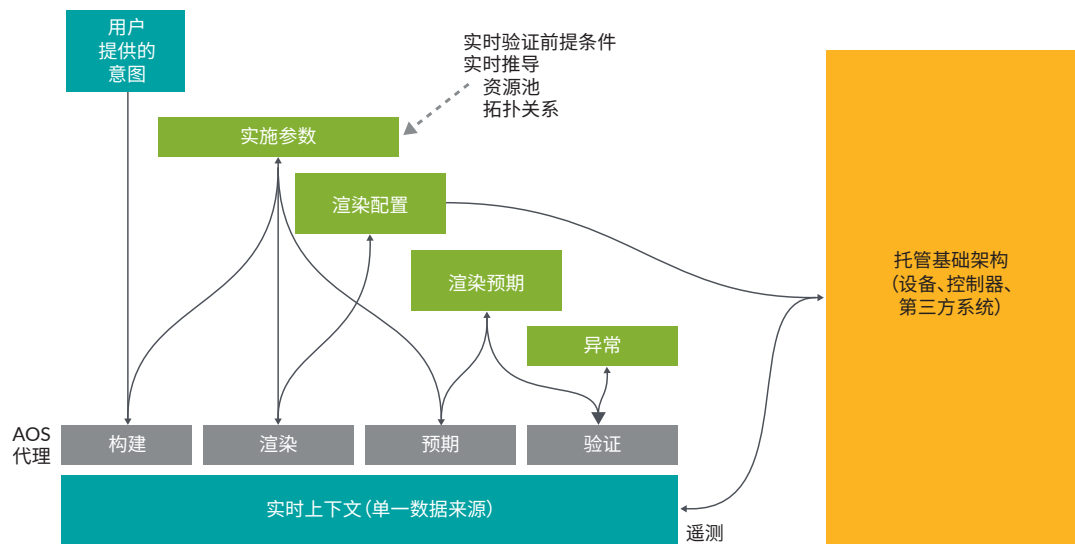 用户
提供的
意图
实时验证前提条件
实时推导
资源池
拓扑关系
实施参数
渲染配置
渲染预期
异常
托管基础架构
（设备、控制器、
第三方系统）
AOS
代理
构建
渲染
预期
验证
实时上下文（单一数据来源）
遥测